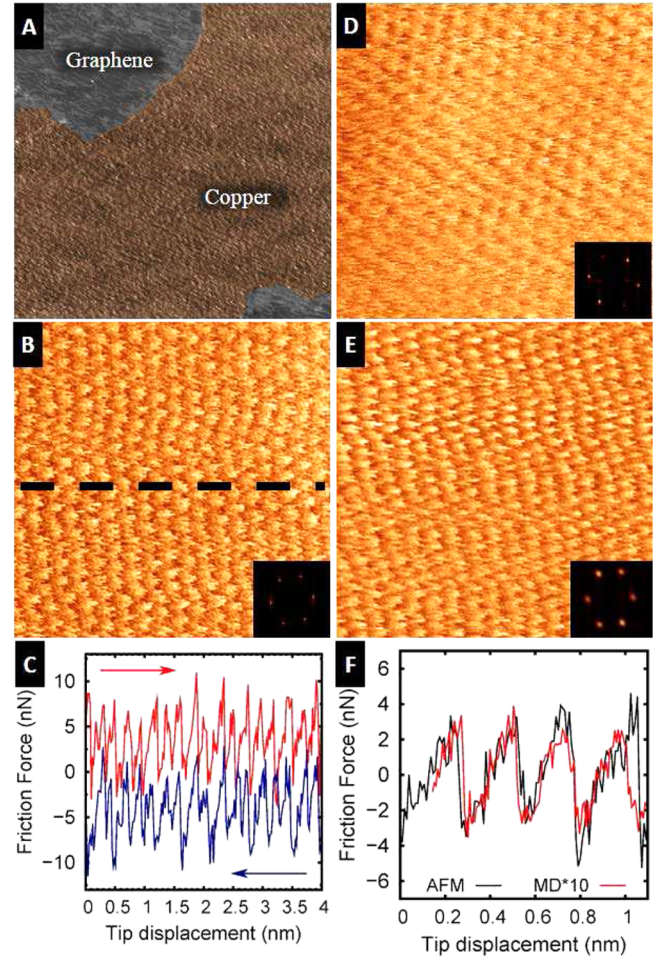 A
Graphene
Copper
D
B
E
C
Friction Force (nN)
10
5
0
−5
−10
0 0.5 1 1.5 2 2.5 3 3.5 4
Tip displacement (nm)
F
Friction Force (nN)
6
4
2
0
−2
−4
−6
AFM MD*10
0 0.2 0.4 0.6 0.8 1
Tip displacement (nm)